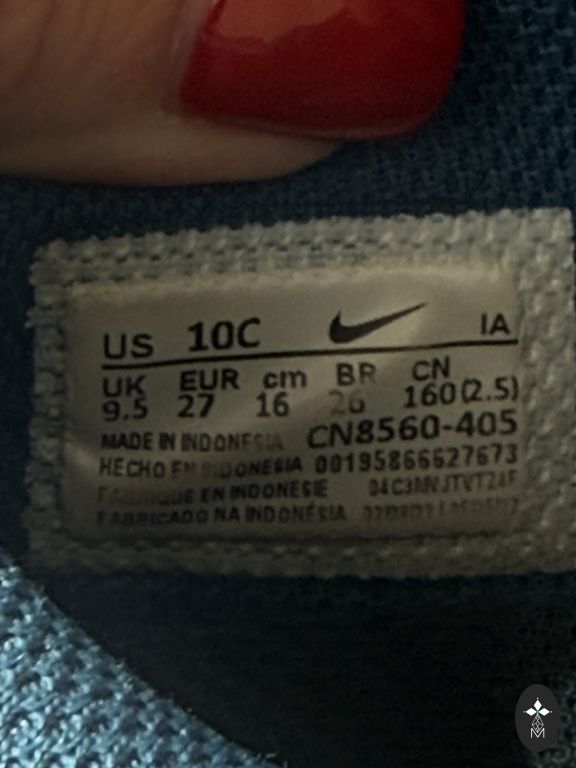 US 10C IA
UK EUR cm BR CN
9.5 27 16 26 160(2.5)
MADE IN INDONESIA CN8560-405
HECHO EN INDONESIA 00195866627673
FABRIQUE EN INDONESIE
FABRICADO NA INDONÉSIA
M